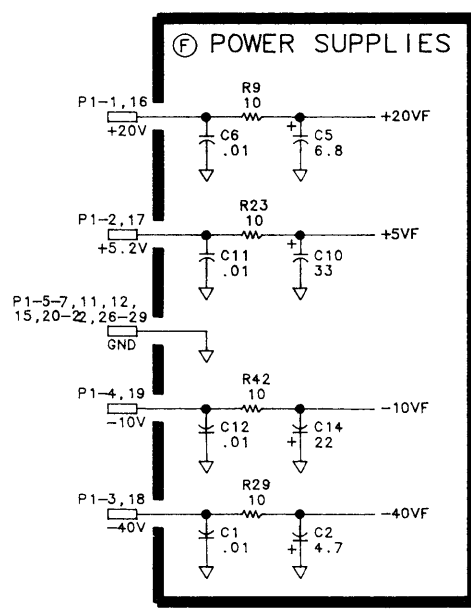 F POWER SUPPLIES
P1-1,16
+20V
R9
10
+20VF
C6
.01
+
C5
6.8
P1-2,17
+5.2V
R23
10
+5VF
C11
.01
+
C10
33
P1-5-7,11,12,
15,20-22,26-29
GND
P1-4,19
-10V
R42
10
-10VF
C12
.01
+
C14
22
P1-3,18
-40V
R29
10
-40VF
C1
.01
+
C2
4.7